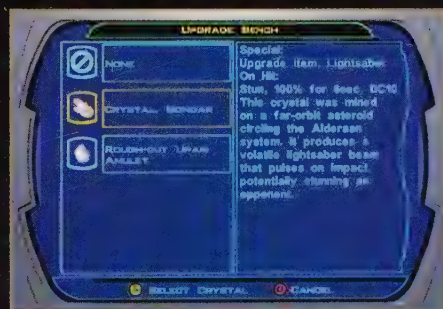 UPGRADE BENCH
NONE
CRYSTAL, BONDAR
ROUGH-CUT UPARI
AMULET
Special:
Upgrade Item, Lightsaber
On Hit:
Stun, 100% for 6sec, DC10
This crystal was mined
on a far-orbit asteroid
circling the Alderaan
system. It produces a
volatile lightsaber beam
that pulses on impact,
potentially stunning an
opponent.
SELECT CRYSTAL
CANCEL